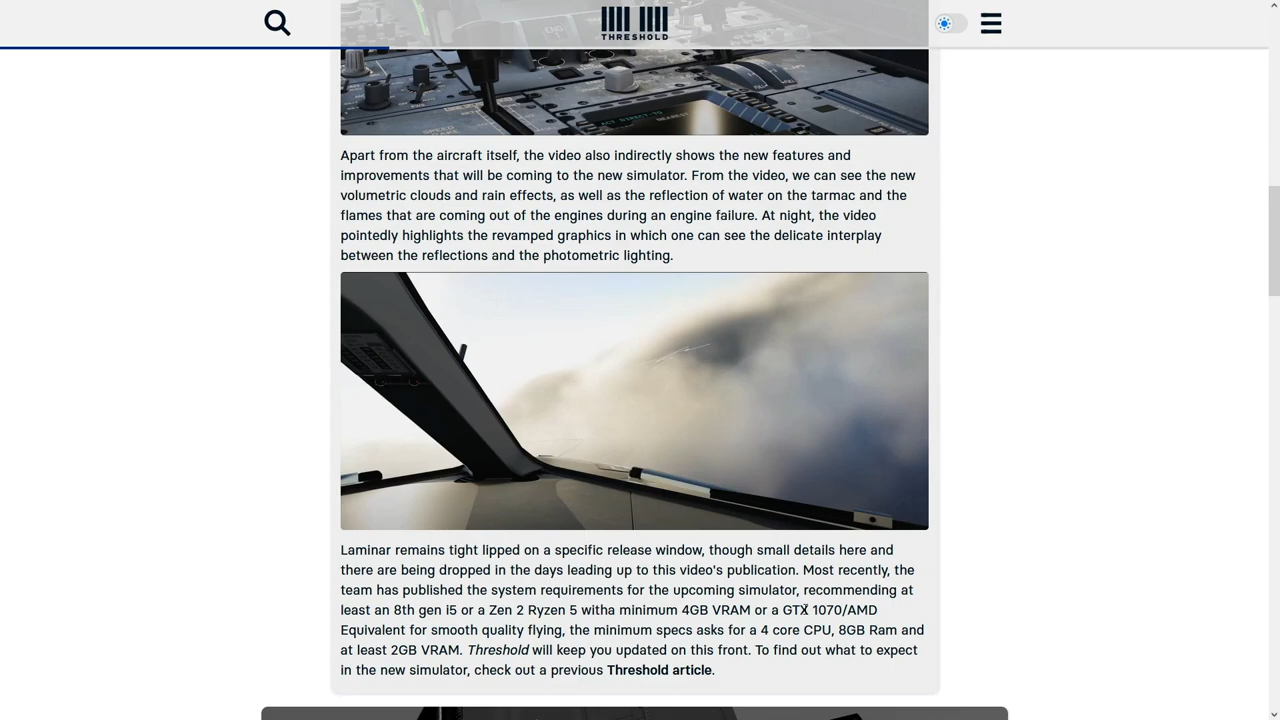 THRESHOLD
ACT DIRECT-TO
NEAREST
Apart from the aircraft itself, the video also indirectly shows the new features and
improvements that will be coming to the new simulator. From the video, we can see the new
volumetric clouds and rain effects, as well as the reflection of water on the tarmac and the
flames that are coming out of the engines during an engine failure. At night, the video
pointedly highlights the revamped graphics in which one can see the delicate interplay
between the reflections and the photometric lighting.
Laminar remains tight lipped on a specific release window, though small details here and
there are being dropped in the days leading up to this video's publication. Most recently, the
team has published the system requirements for the upcoming simulator, recommending at
least an 8th gen i5 or a Zen 2 Ryzen 5 witha minimum 4GB VRAM or a GTX 1070/AMD
Equivalent for smooth quality flying, the minimum specs asks for a 4 core CPU, 8GB Ram and
at least 2GB VRAM. Threshold will keep you updated on this front. To find out what to expect
in the new simulator, check out a previous Threshold article.